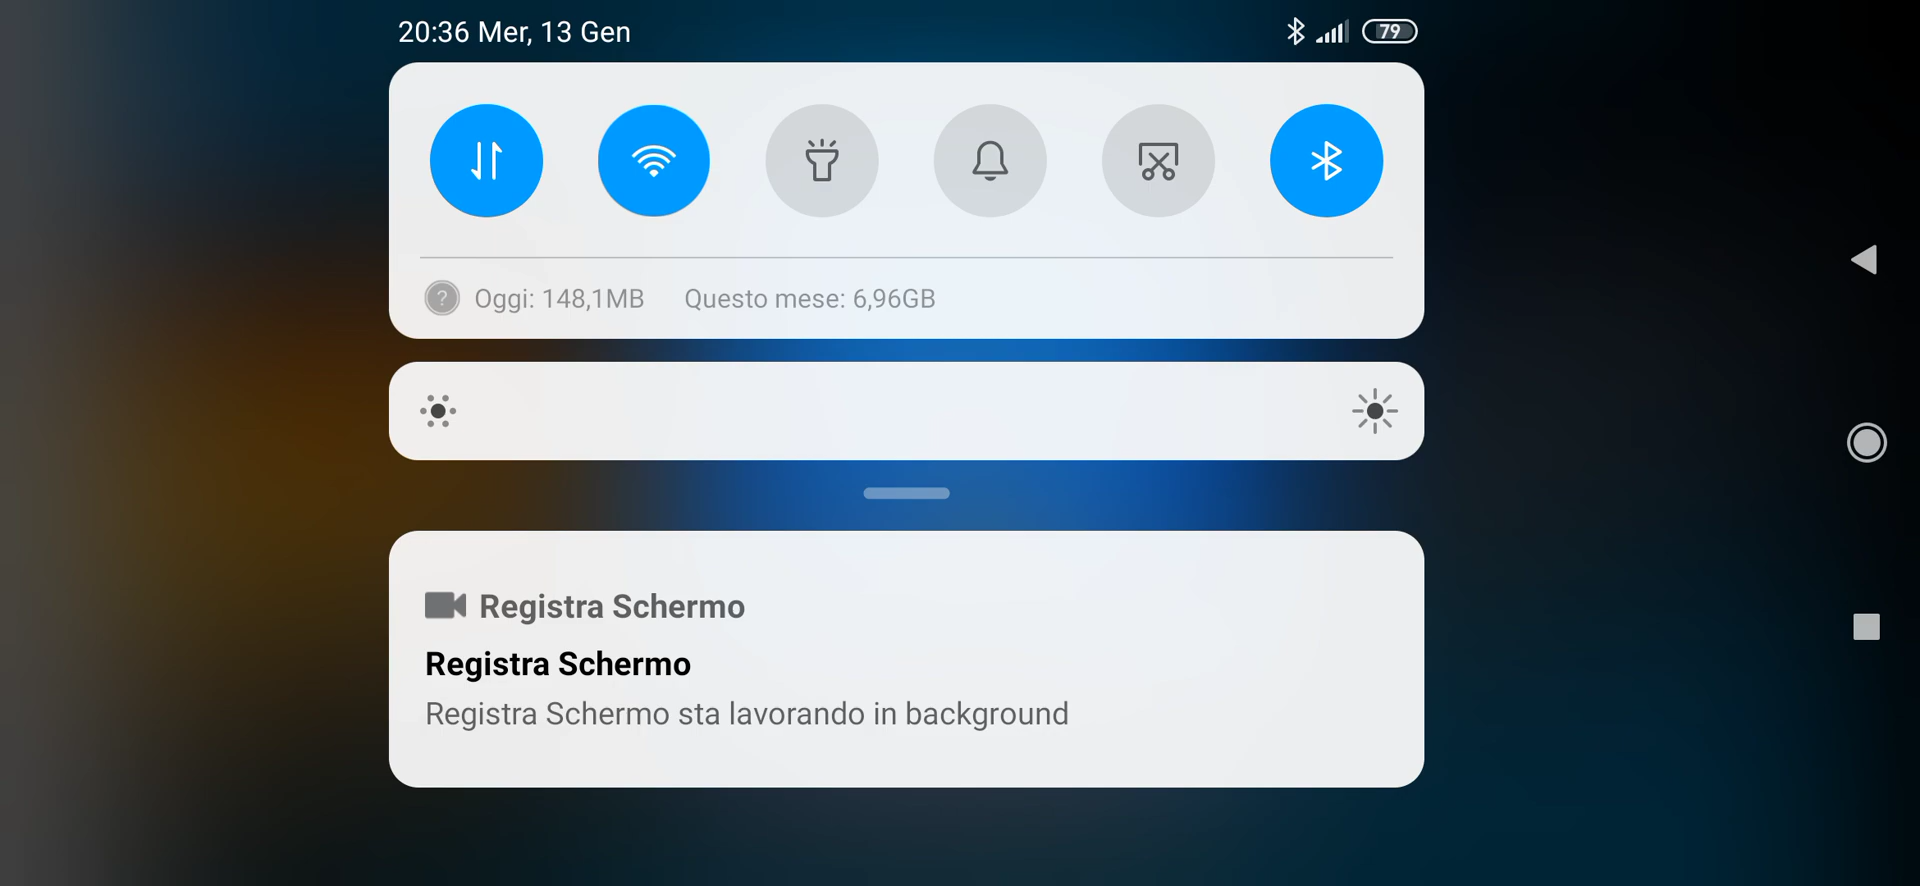 20:36 Mer, 13 Gen
79
? Oggi: 148,1MB Questo mese: 6,96GB
Registra Schermo
Registra Schermo
Registra Schermo sta lavorando in background